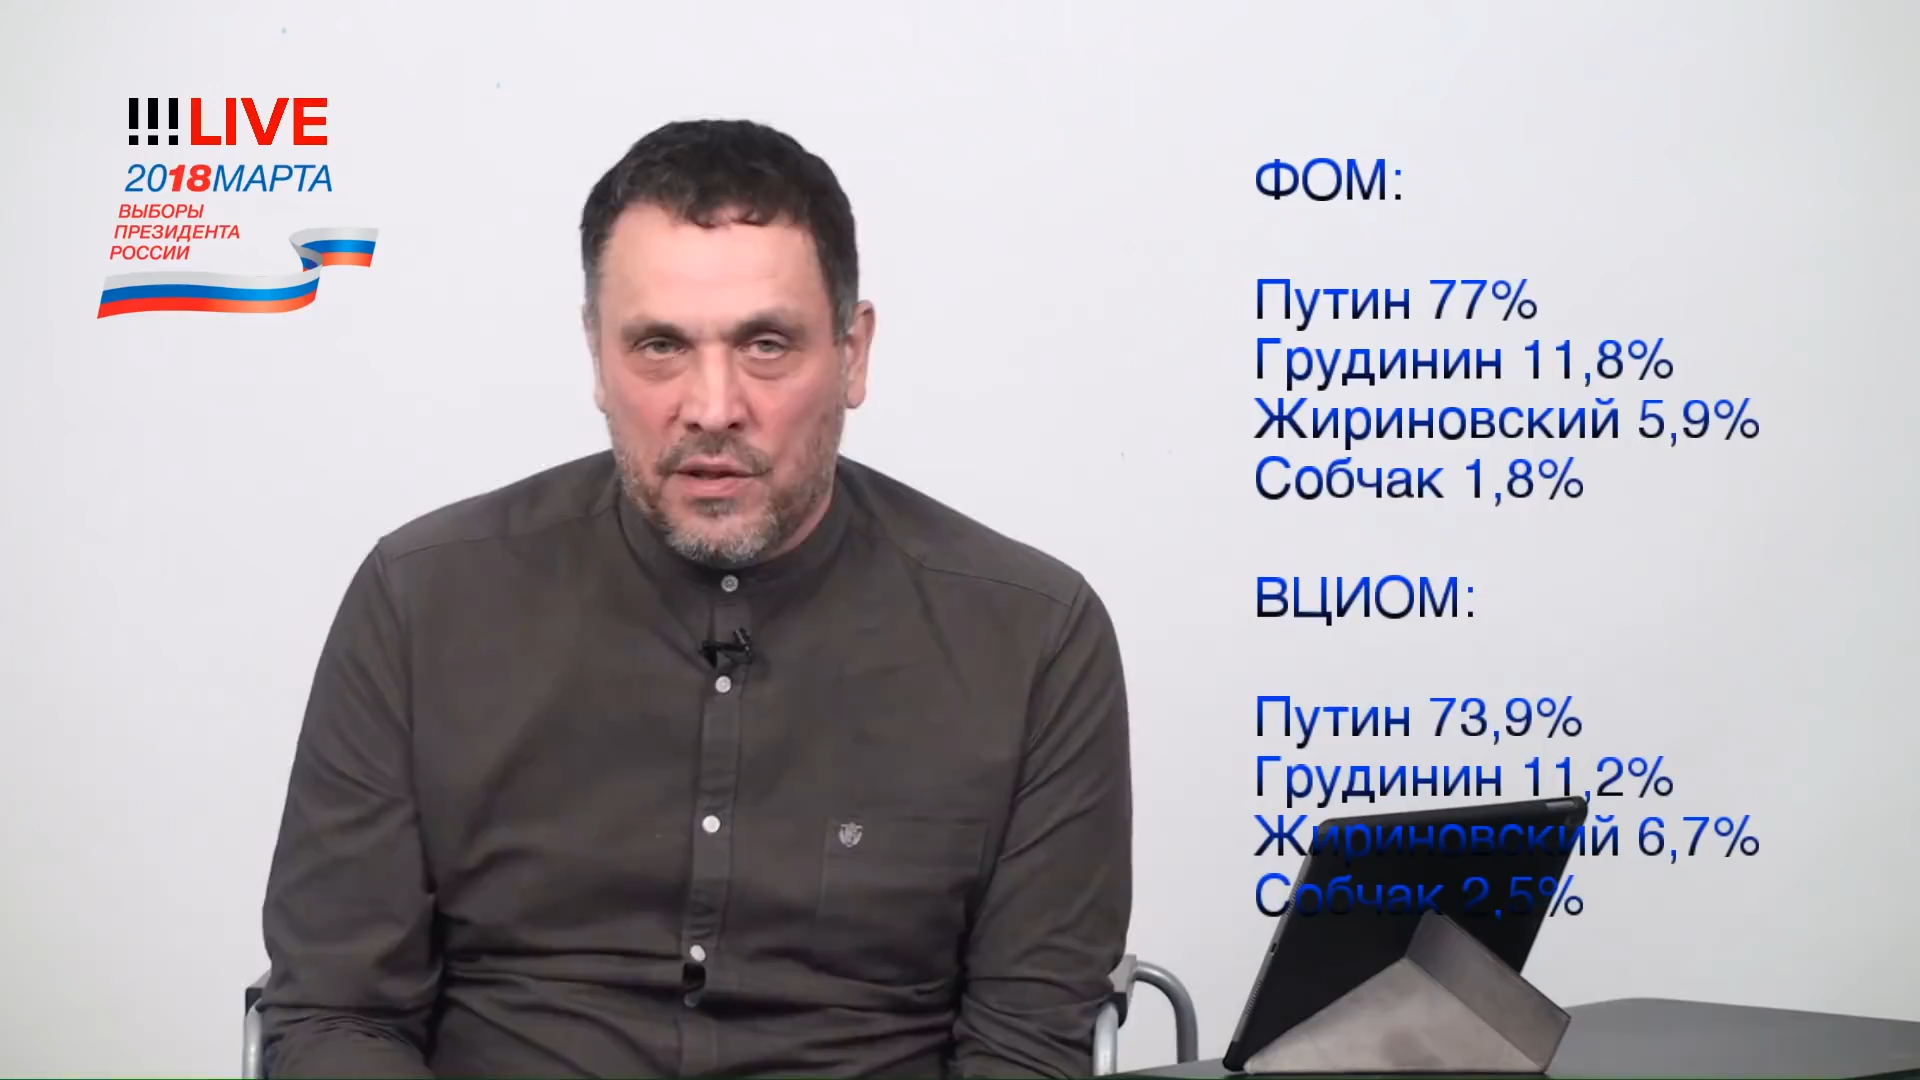 !!!LIVE
2018МАРТА
ВЫБОРЫ
ПРЕЗИДЕНТА
РОССИИ
ФОМ:
Путин 77%
Грудинин 11,8%
Жириновский 5,9%
Собчак 1,8%
ВЦИОМ:
Путин 73,9%
Грудинин 11,2%
Жириновский 6,7%
Собчак 2,5%